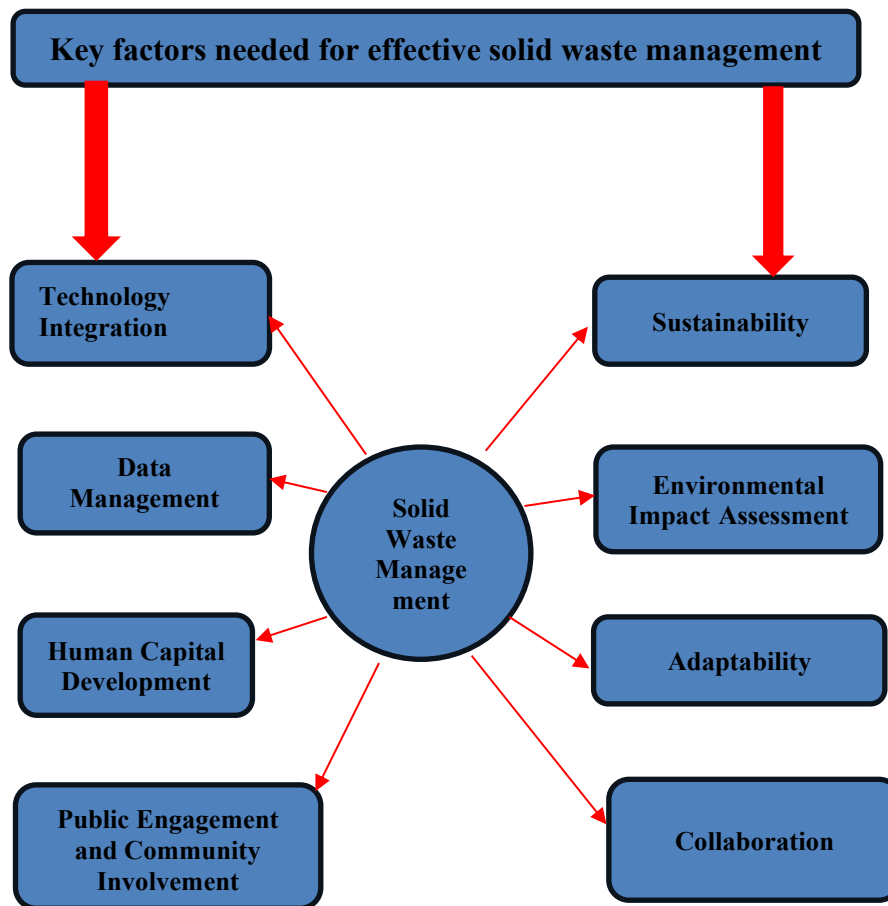 Key factors needed for effective solid waste management
Technology
Integration
Sustainability
Data
Management
Environmental
Impact Assessment
Solid
Waste
Manage
ment
Human Capital
Development
Adaptability
Public Engagement
and Community
Involvement
Collaboration